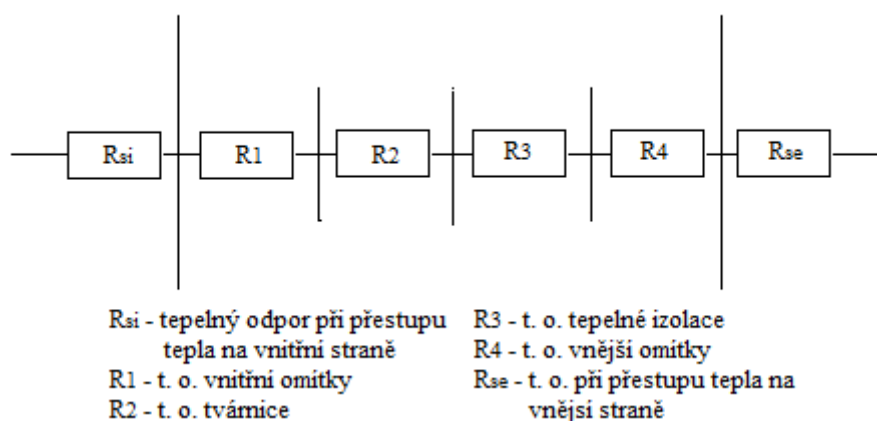 Rsi R1 R2 R3 R4 Rse
Rsi - tepelný odpor při přestupu
tepla na vnitřní straně
R1 - t. o. vnitřní omítky
R2 - t. o. tvárnice
R3 - t. o. tepelné izolace
R4 - t. o. vnější omítky
Rse - t. o. při přestupu tepla na
vnějsí straně